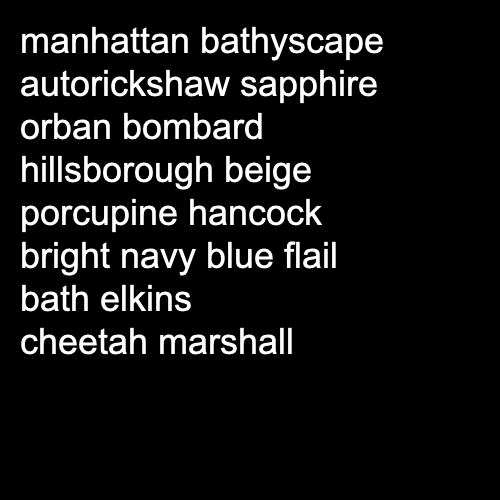 manhattan bathyscape
autorickshaw sapphire
orban bombard
hillsborough beige
porcupine hancock
bright navy blue flail
bath elkins
cheetah marshall